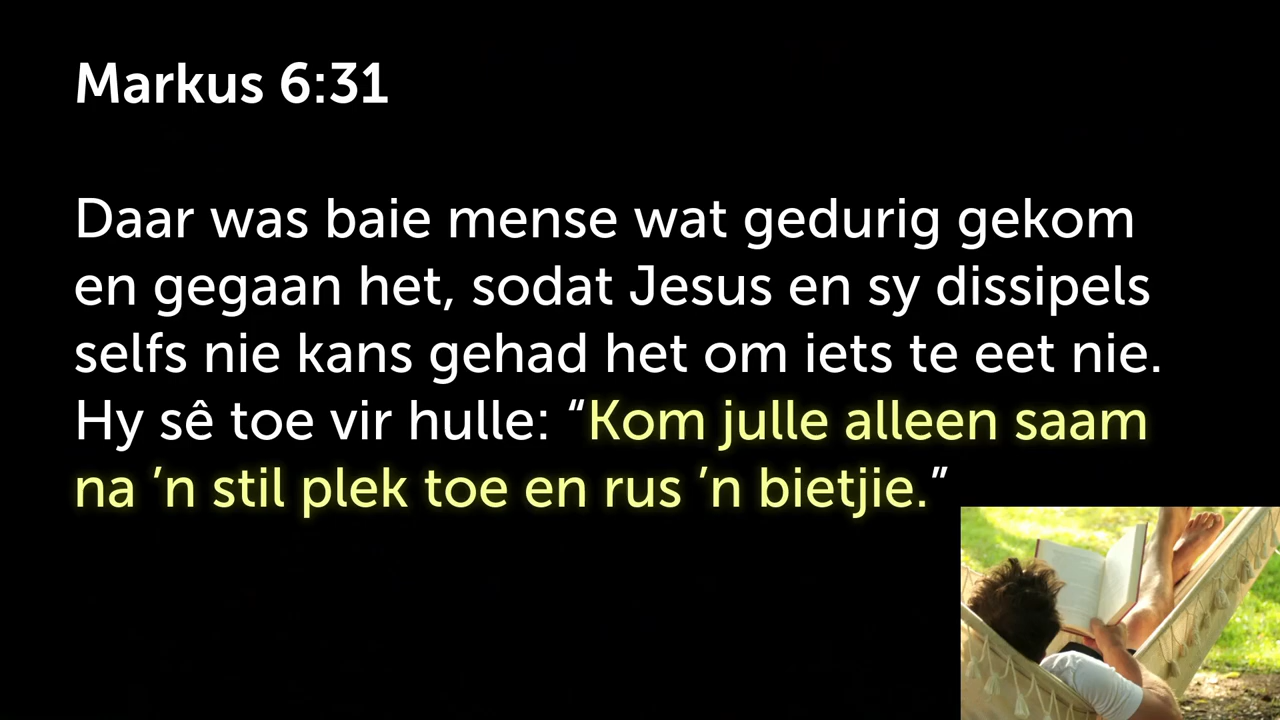 Markus 6:31
Daar was baie mense wat gedurig gekom
en gegaan het, sodat Jesus en sy dissipels
selfs nie kans gehad het om iets te eet nie.
Hy sê toe vir hulle: “Kom julle alleen saam
na ’n stil plek toe en rus ’n bietjie.”